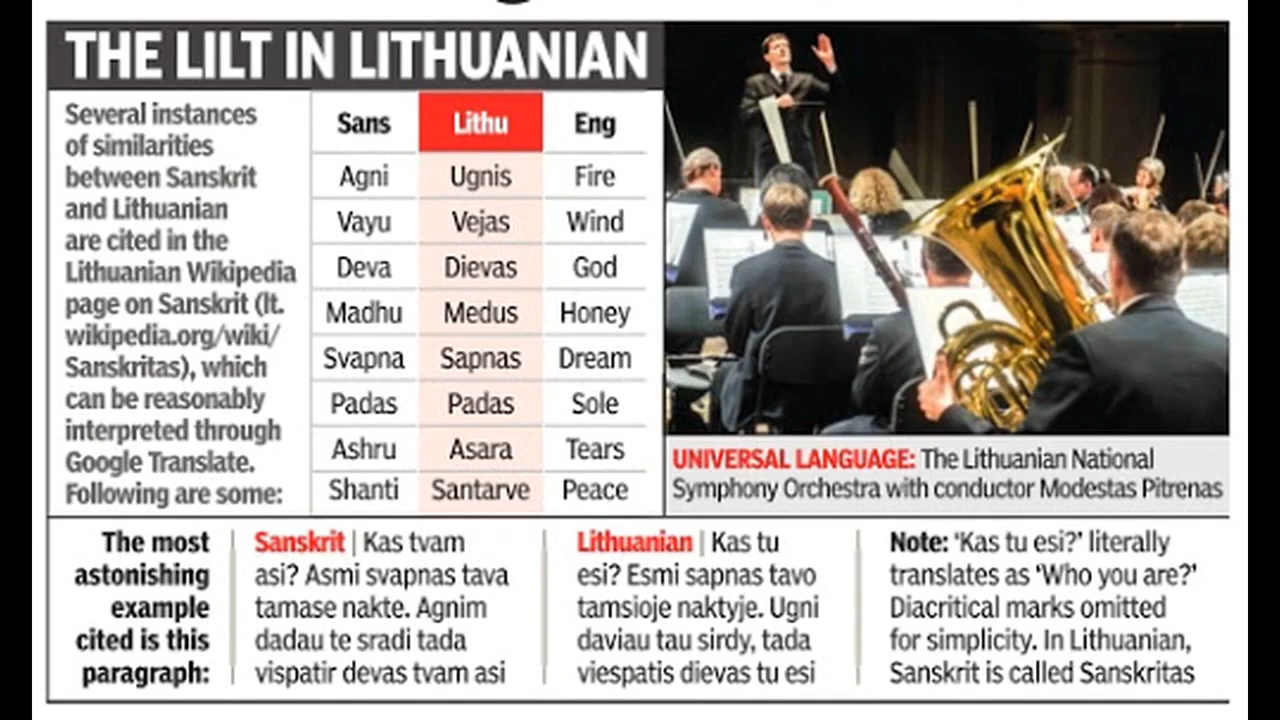 THE LILT IN LITHUANIAN
Several instances
of similarities
between Sanskrit
and Lithuanian
are cited in the
Lithuanian Wikipedia
page on Sanskrit (lt.
wikipedia.org/wiki/
Sanskritas), which
can be reasonably
interpreted through
Google Translate.
Following are some:
Sans Lithu Eng
Agni Ugnis Fire
Vayu Vejas Wind
Deva Dievas God
Madhu Medus Honey
Svapna Sapnas Dream
Padas Padas Sole
Ashru Asara Tears
Shanti Santarve Peace
UNIVERSAL LANGUAGE: The Lithuanian National
Symphony Orchestra with conductor Modestas Pitrenas
The most
astonishing
example
cited is this
paragraph:
Sanskrit | Kas tvam
asi? Asmi svapnas tava
tamase nakte. Agnim
dadau te sradi tada
vispatir devas tvam asi
Lithuanian | Kas tu
esi? Esmi sapnas tavo
tamsioje naktyje. Ugni
daviau tau sirdy, tada
viespatis dievas tu esi
Note: ‘Kas tu esi?’ literally
translates as ‘Who you are?’
Diacritical marks omitted
for simplicity. In Lithuanian,
Sanskrit is called Sanskritas